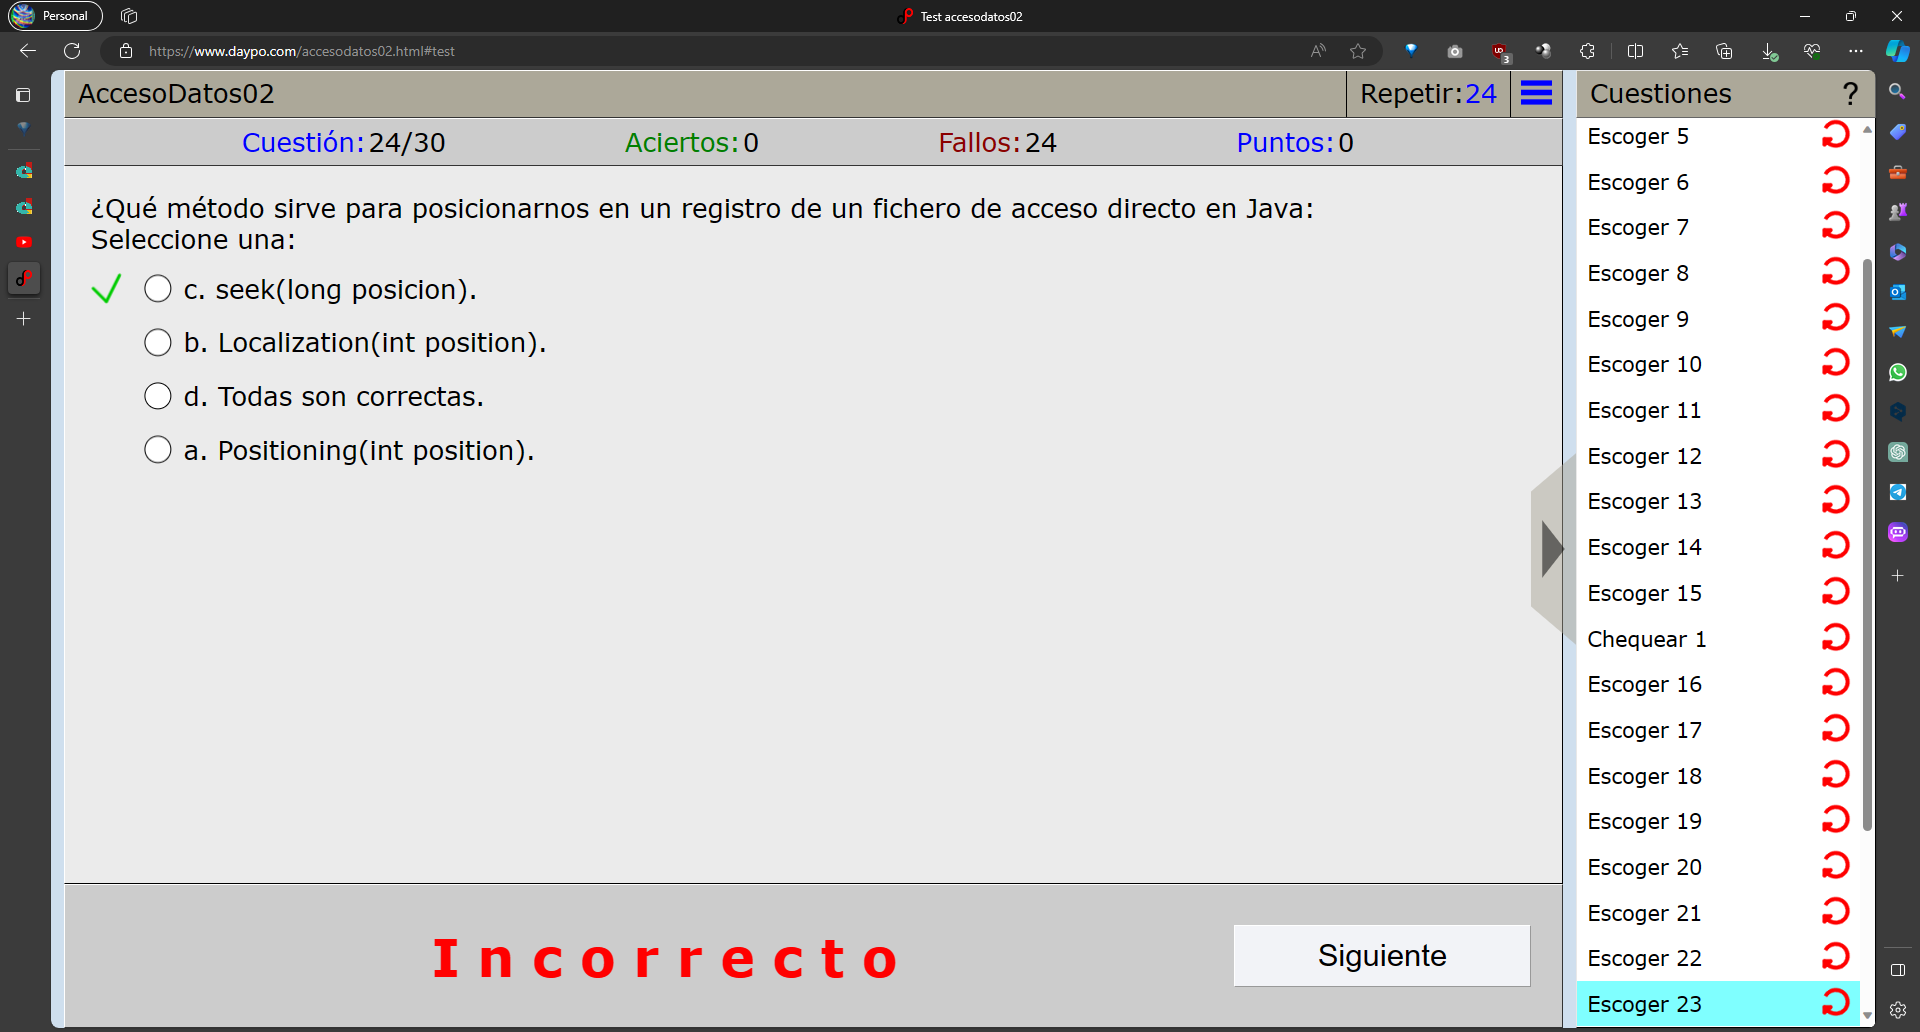 Personal
Test accesodatos02
https://www.daypo.com/accesodatos02.html#test
AccesoDatos02
Repetir:24
Cuestiones
?
Cuestión:24/30
Aciertos:0
Fallos:24
Puntos:0
¿Qué método sirve para posicionarnos en un registro de un fichero de acceso directo en Java:
Seleccione una:
c. seek(long posicion).
b. Localization(int position).
d. Todas son correctas.
a. Positioning(int position).
Incorrecto
Siguiente
Escoger 5
Escoger 6
Escoger 7
Escoger 8
Escoger 9
Escoger 10
Escoger 11
Escoger 12
Escoger 13
Escoger 14
Escoger 15
Chequear 1
Escoger 16
Escoger 17
Escoger 18
Escoger 19
Escoger 20
Escoger 21
Escoger 22
Escoger 23
3